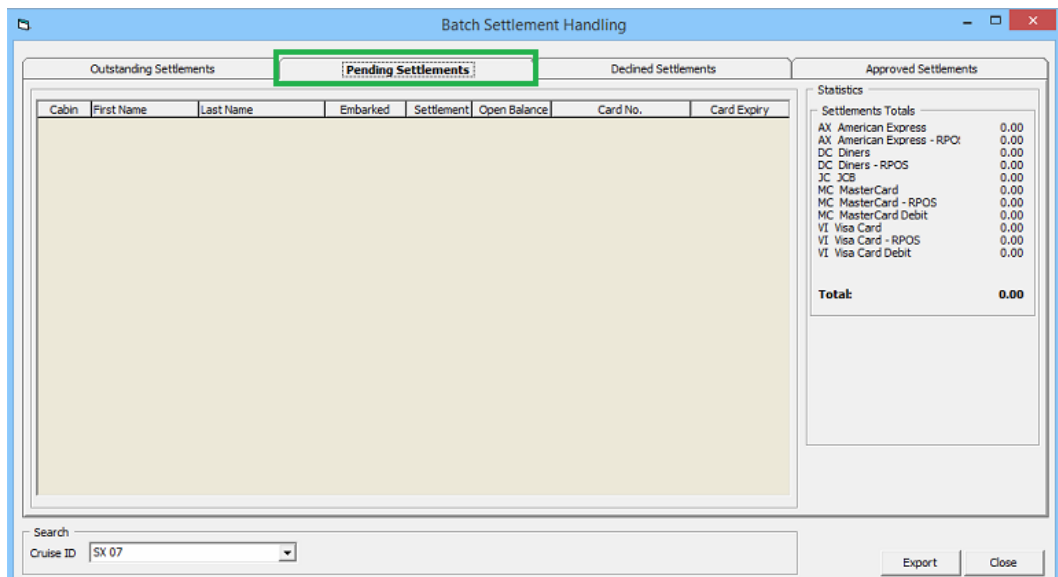 Batch Settlement Handling
Outstanding Settlements Pending Settlements Declined Settlements Approved Settlements
Cabin First Name Last Name Embarked Settlement Open Balance Card No. Card Expiry
Statistics
Settlements Totals
AX American Express 0.00
AX American Express - RPO: 0.00
DC Diners 0.00
DC Diners - RPOS 0.00
JC JCB 0.00
MC MasterCard 0.00
MC MasterCard - RPOS 0.00
MC MasterCard Debit 0.00
VI Visa Card 0.00
VI Visa Card - RPOS 0.00
VI Visa Card Debit 0.00
Total: 0.00
Search
Cruise ID SX 07
Export Close